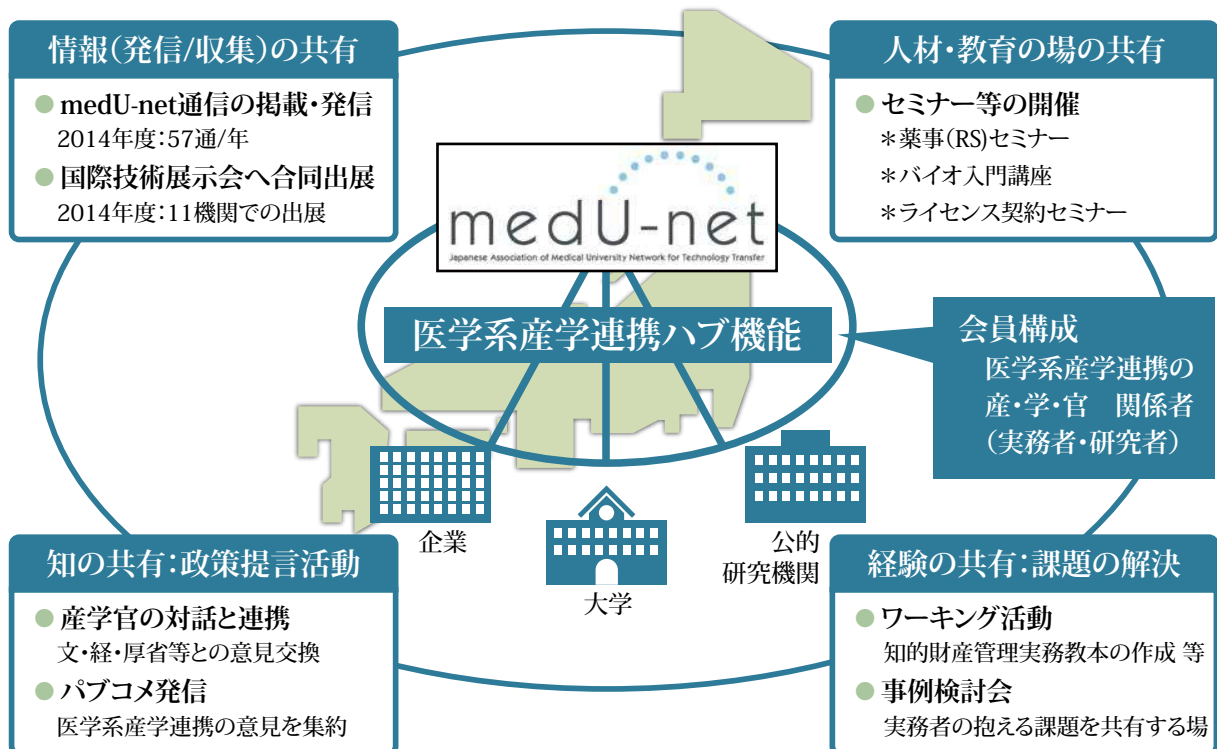 情報(発信/収集)の共有
● medU-net通信の掲載・発信
2014年度:57通/年
● 国際技術展示会へ合同出展
2014年度:11機関での出展
人材・教育の場の共有
● セミナー等の開催
＊薬事(RS)セミナー
＊バイオ入門講座
＊ライセンス契約セミナー
medU-net
Japanese Association of Medical University Network for Technology Transfer
医学系産学連携ハブ機能
会員構成
医学系産学連携の
産・学・官　関係者
(実務者・研究者)
企業
大学
公的
研究機関
知の共有:政策提言活動
● 産学官の対話と連携
文・経・厚省等との意見交換
● パブコメ発信
医学系産学連携の意見を集約
経験の共有:課題の解決
● ワーキング活動
知的財産管理実務教本の作成 等
● 事例検討会
実務者の抱える課題を共有する場